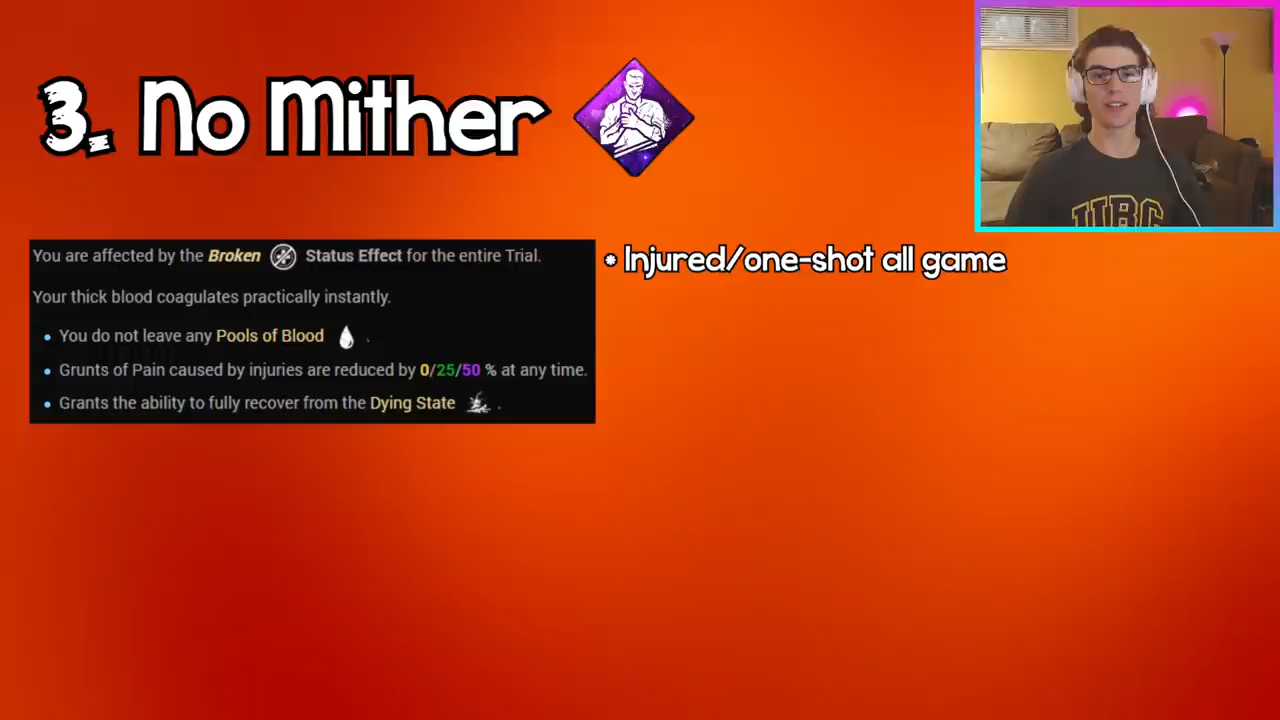 3. No Mither
You are affected by the Broken Status Effect for the entire Trial.
Your thick blood coagulates practically instantly.
• You do not leave any Pools of Blood .
• Grunts of Pain caused by injuries are reduced by 0/25/50 % at any time.
• Grants the ability to fully recover from the Dying State .
* Injured/one-shot all game
UBC